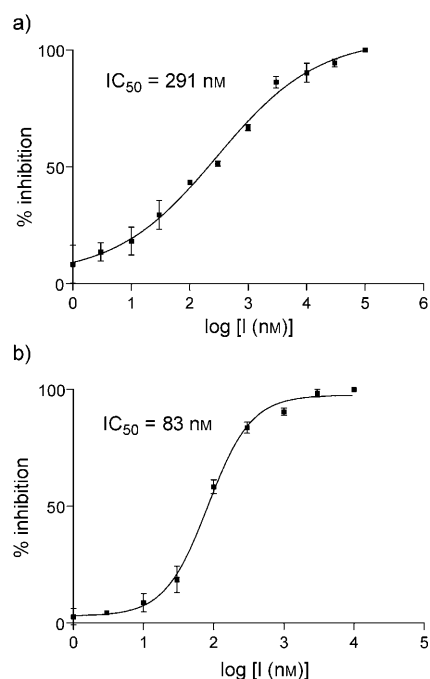 a)
100
50
0
% inhibition
IC50 = 291 nM
0 1 2 3 4 5 6
log [I (nM)]
b)
100
50
0
% inhibition
IC50 = 83 nM
0 1 2 3 4 5
log [I (nM)]